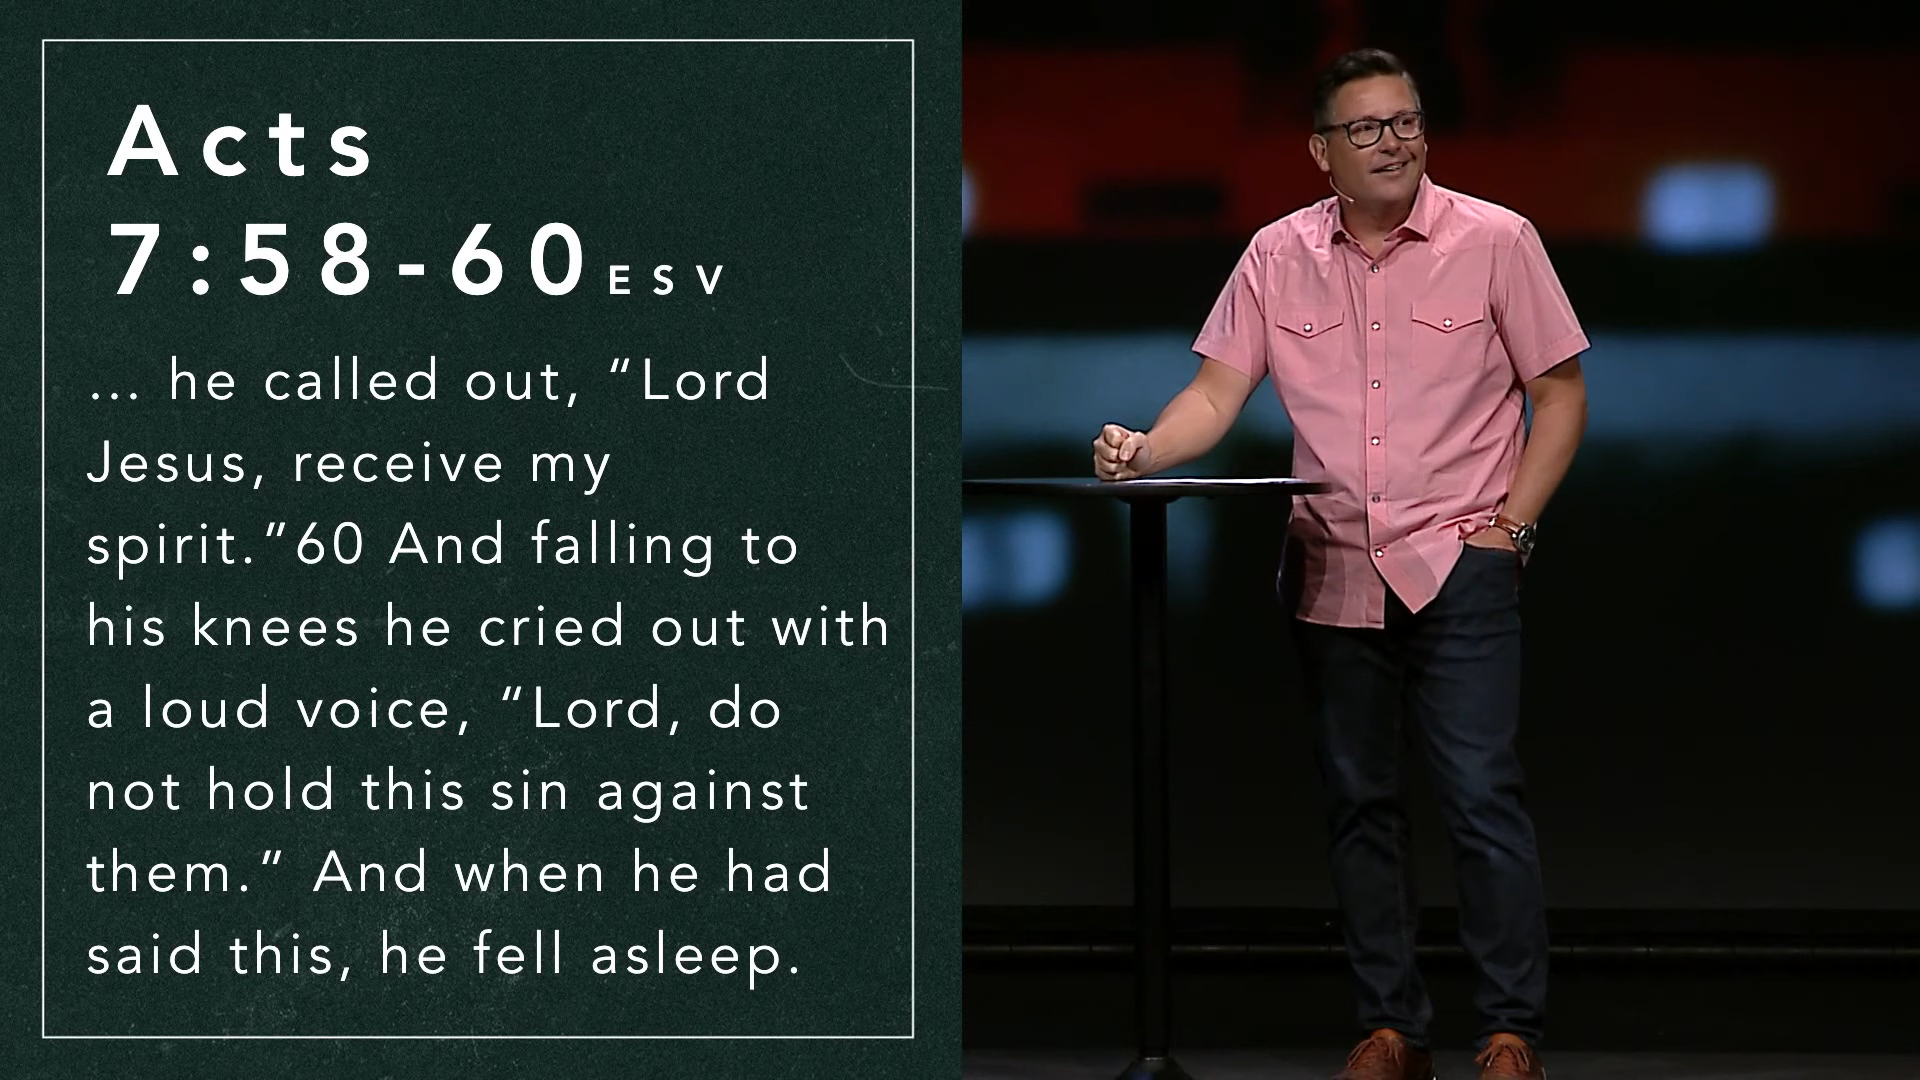 Acts
7:58-60 ESV
... he called out, “Lord
Jesus, receive my
spirit.”60 And falling to
his knees he cried out with
a loud voice, “Lord, do
not hold this sin against
them.” And when he had
said this, he fell asleep.